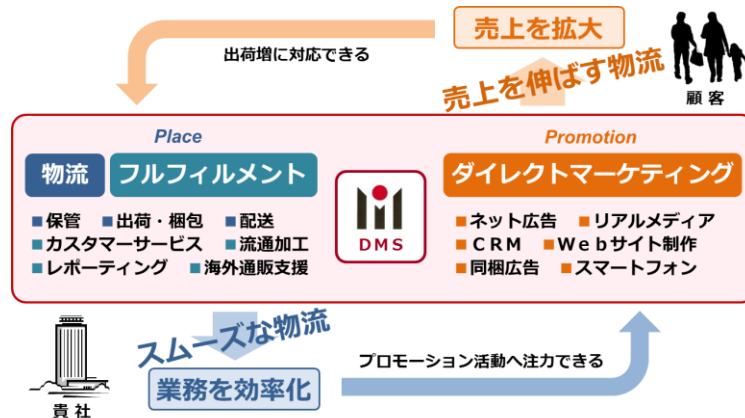 売上を拡大
出荷増に対応できる
売上を伸ばす物流
顧客
Place
Promotion
物流 フルフィルメント
ダイレクトマーケティング
■保管 ■出荷・梱包 ■配送
■カスタマーサービス ■流通加工
■レポーティング ■海外通販支援
DMS
■ネット広告 ■リアルメディア
■CRM ■Webサイト制作
■同梱広告 ■スマートフォン
スムーズな物流
プロモーション活動へ注力できる
業務を効率化
貴社